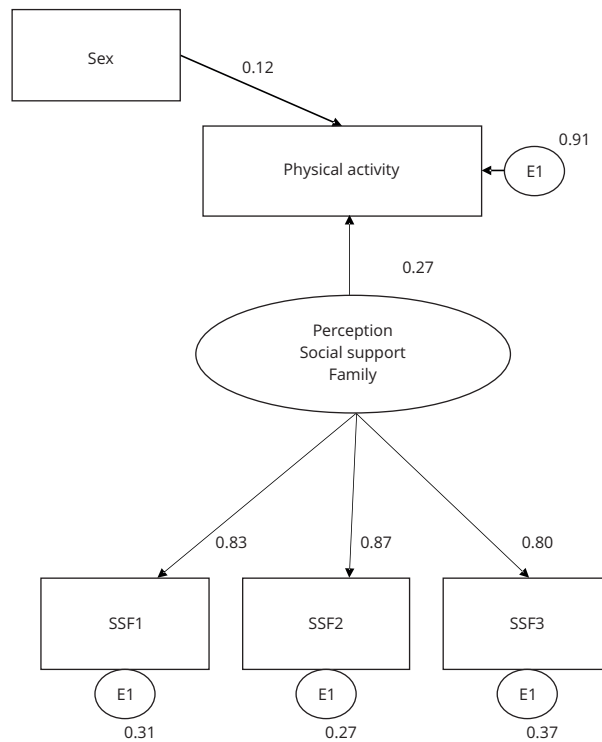 Sex
0.12
0.91
Physical activity
E1
0.27
Perception
Social support
Family
0.83
0.87
0.80
SSF1
SSF2
SSF3
E1
E1
E1
0.31
0.27
0.37